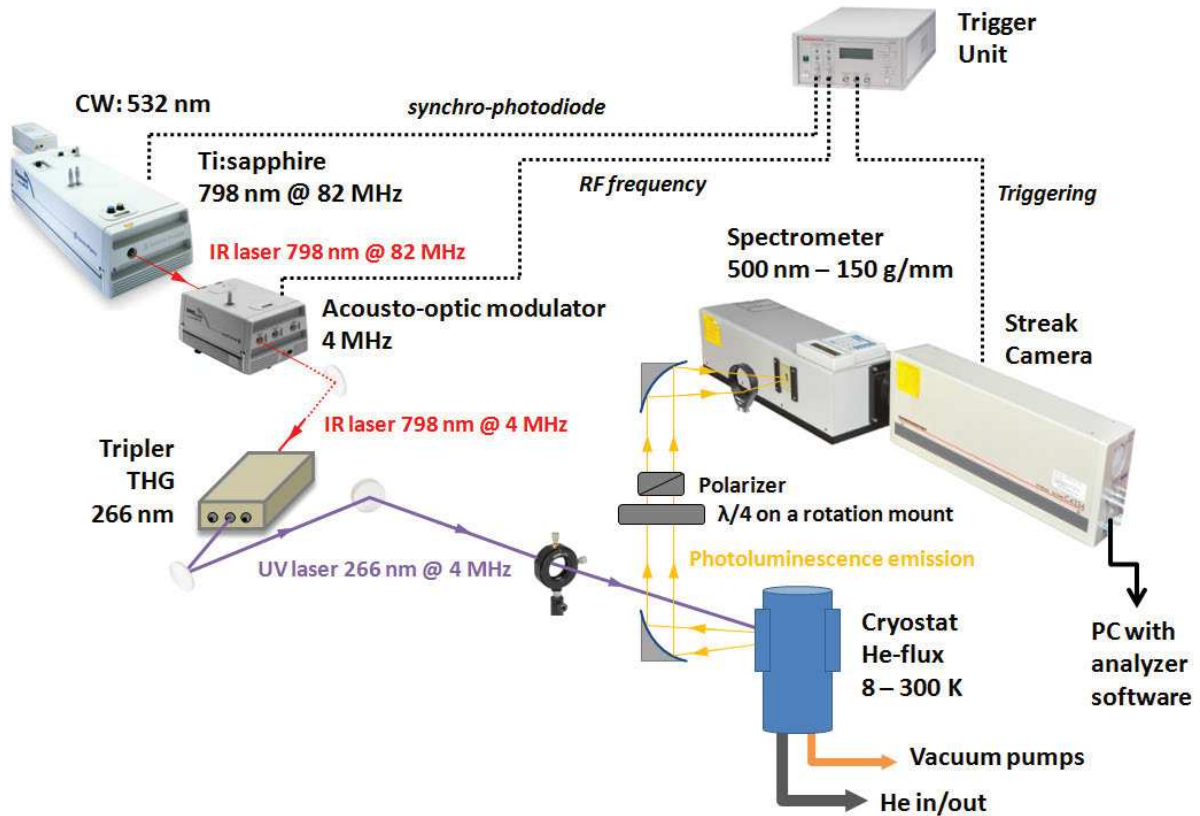 Trigger
Unit
CW: 532 nm
synchro-photodiode
Ti:sapphire
798 nm @ 82 MHz
RF frequency
Triggering
IR laser 798 nm @ 82 MHz
Spectrometer
500 nm – 150 g/mm
Acousto-optic modulator
4 MHz
Streak
Camera
IR laser 798 nm @ 4 MHz
Tripler
THG
266 nm
Polarizer
λ/4 on a rotation mount
UV laser 266 nm @ 4 MHz
Photoluminescence emission
Cryostat
He-flux
8 – 300 K
PC with
analyzer
software
Vacuum pumps
He in/out